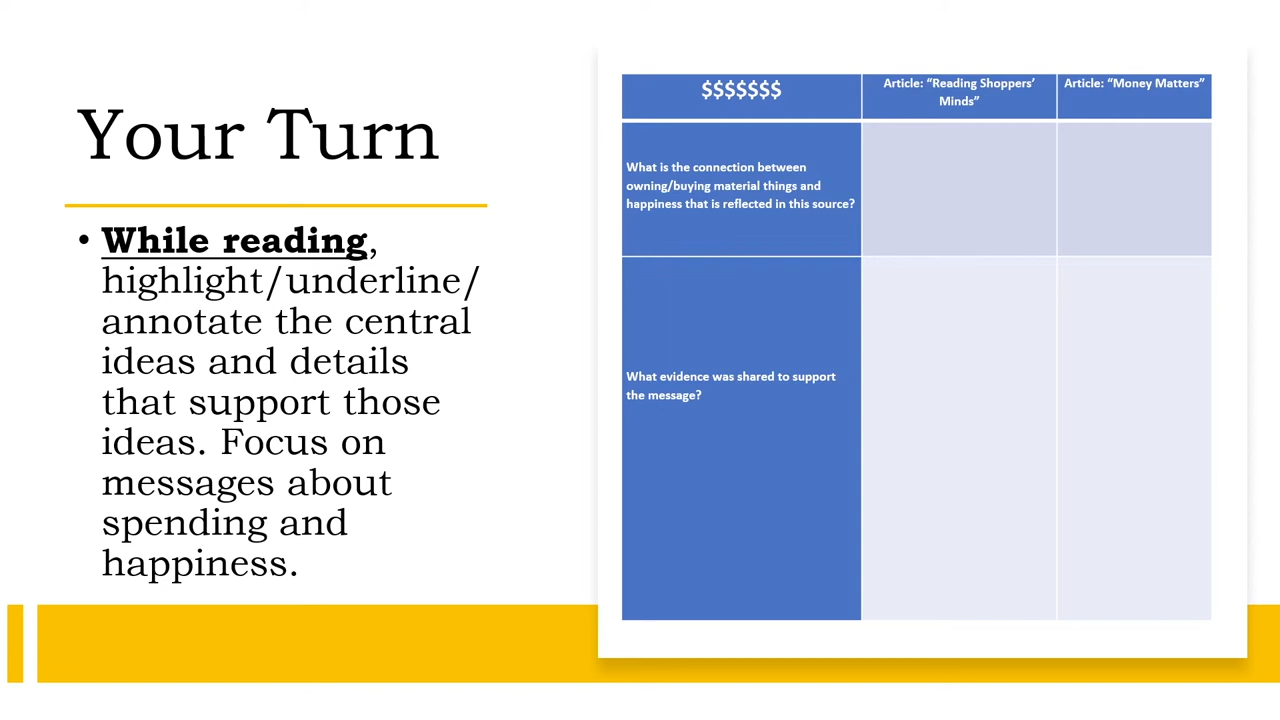 Your Turn
• While reading,
highlight/underline/
annotate the central
ideas and details
that support those
ideas. Focus on
messages about
spending and
happiness.
$$$$$$$
Article: “Reading Shoppers’
Minds”
Article: “Money Matters”
What is the connection between
owning/buying material things and
happiness that is reflected in this source?
What evidence was shared to support
the message?